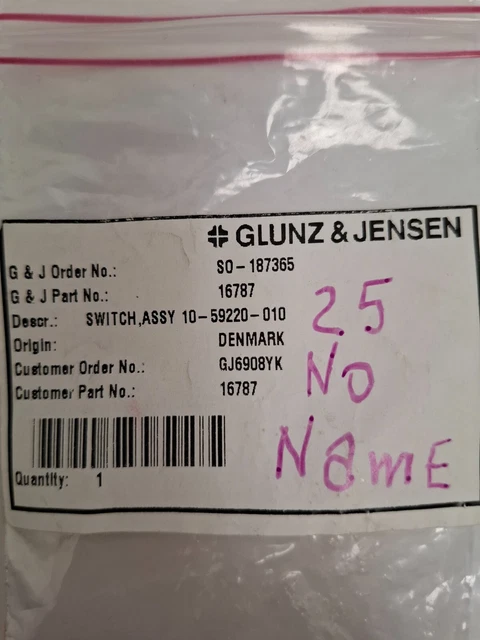 GLUNZ & JENSEN
G & J Order No.: SO-187365
G & J Part No.: 16787
Descr.: SWITCH,ASSY 10-59220-010
Origin: DENMARK
Customer Order No.: GJ6908YK
Customer Part No.: 16787
Quantity: 1
25
No
NamE